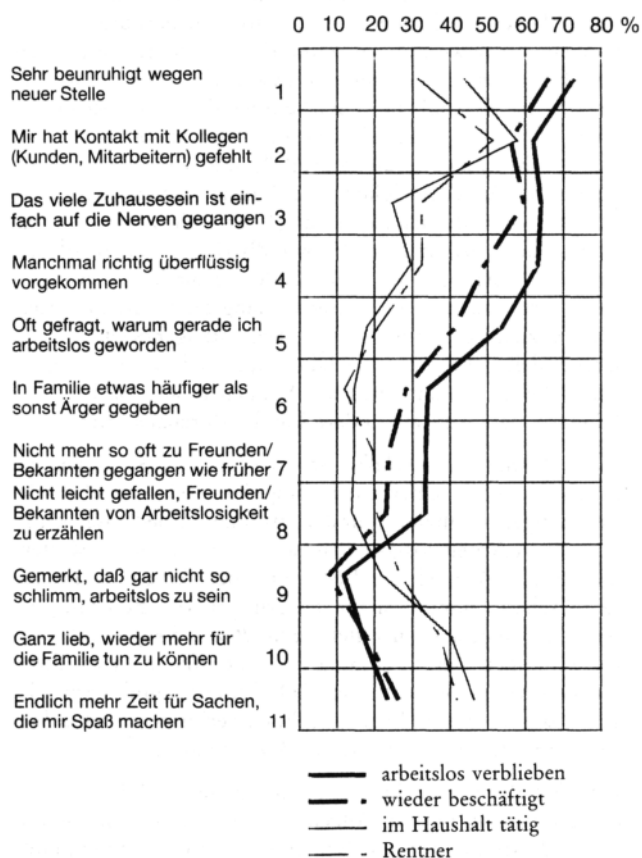 0 10 20 30 40 50 60 70 80 %
Sehr beunruhigt wegen
neuer Stelle 1
Mir hat Kontakt mit Kollegen
(Kunden, Mitarbeitern) gefehlt 2
Das viele Zuhausesein ist ein-
fach auf die Nerven gegangen 3
Manchmal richtig überflüssig
vorgekommen 4
Oft gefragt, warum gerade ich
arbeitslos geworden 5
In Familie etwas häufiger als
sonst Ärger gegeben 6
Nicht mehr so oft zu Freunden/
Bekannten gegangen wie früher 7
Nicht leicht gefallen, Freunden/
Bekannten von Arbeitslosigkeit
zu erzählen 8
Gemerkt, daß gar nicht so
schlimm, arbeitslos zu sein 9
Ganz lieb, wieder mehr für
die Familie tun zu können 10
Endlich mehr Zeit für Sachen,
die mir Spaß machen 11
arbeitslos verblieben
wieder beschäftigt
im Haushalt tätig
Rentner